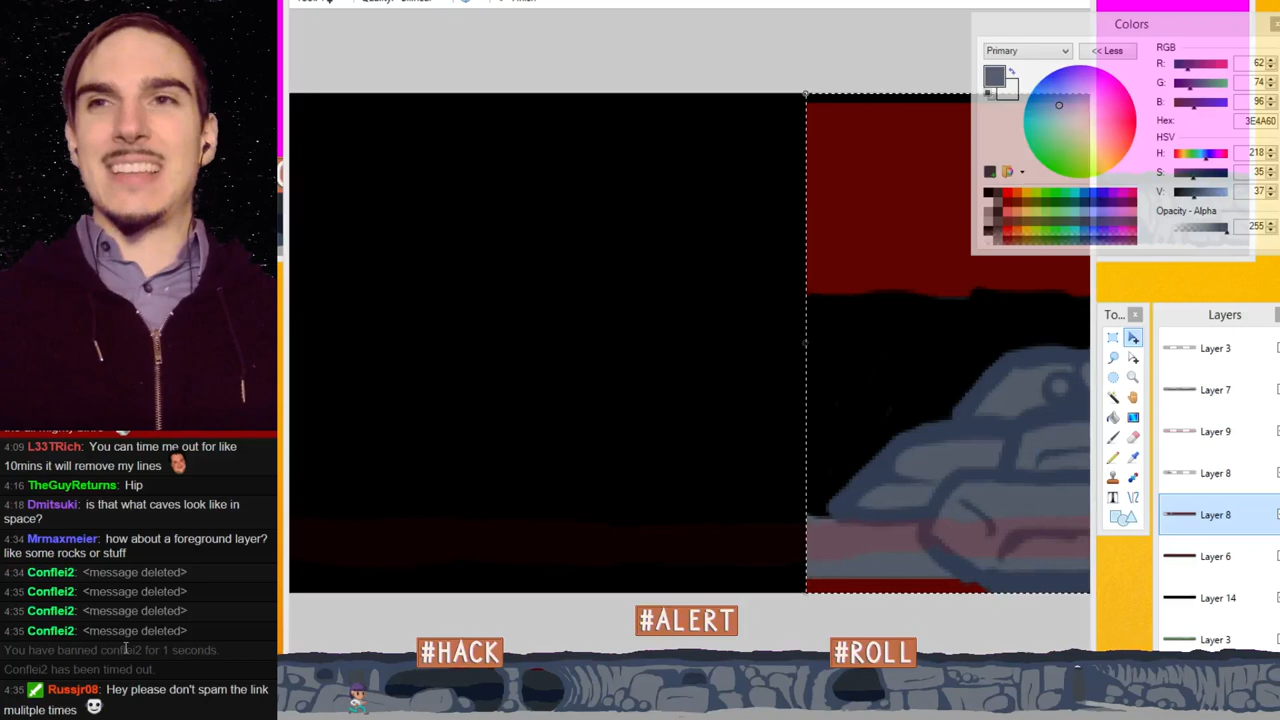 Colors
Primary
<< Less
RGB
R: 62
G: 74
B: 96
Hex: 3E4A60
HSV
H: 218
S: 35
V: 37
Opacity - Alpha
255
To...
Layers
Layer 3
Layer 7
Layer 9
Layer 8
Layer 8
Layer 6
Layer 14
Layer 3
4:09 L33TRich: You can time me out for like
10mins it will remove my lines
4:16 TheGuyReturns: Hip
4:18 Dmitsuki: is that what caves look like in
space?
4:34 Mrmaxmeier: how about a foreground layer?
like some rocks or stuff
4:34 Conflei2: <message deleted>
4:35 Conflei2: <message deleted>
4:35 Conflei2: <message deleted>
4:35 Conflei2: <message deleted>
You have banned conflei2 for 1 seconds.
Conflei2 has been timed out.
4:35 Russjr08: Hey please don't spam the link
mulitple times
#ALERT
#HACK
#ROLL